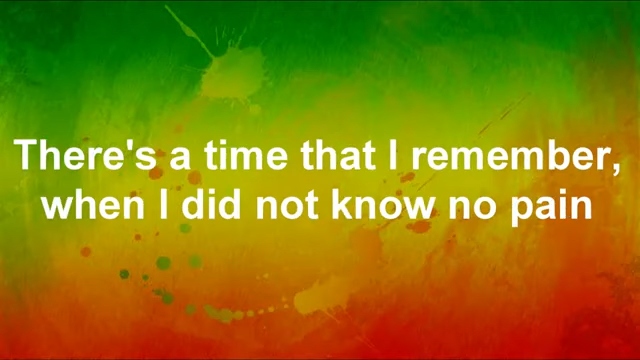 There's a time that I remember,
when I did not know no pain